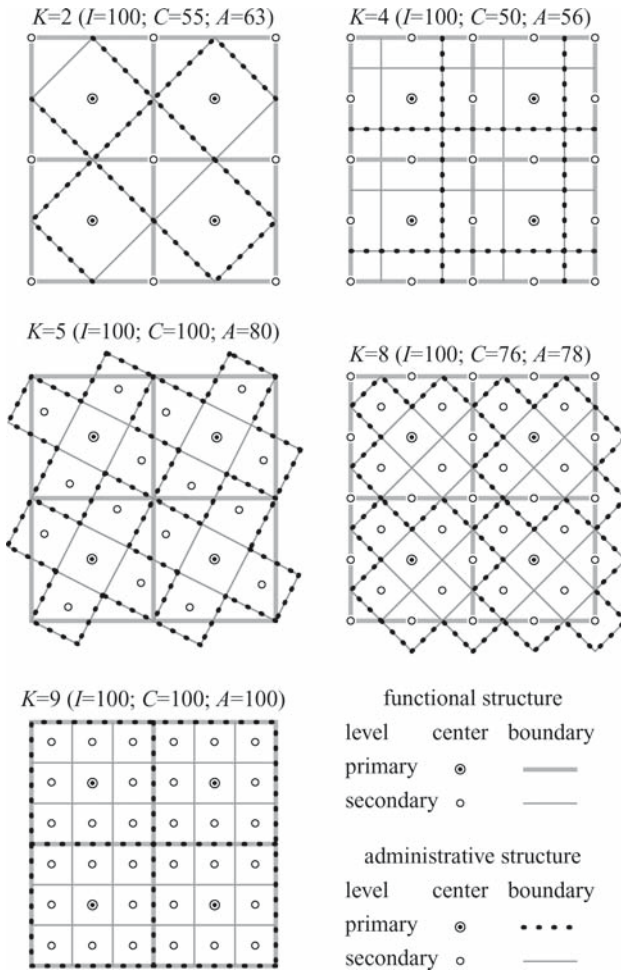 K=2 (I=100; C=55; A=63)
K=4 (I=100; C=50; A=56)
K=5 (I=100; C=100; A=80)
K=8 (I=100; C=76; A=78)
K=9 (I=100; C=100; A=100)
functional structure
level center boundary
primary
secondary
administrative structure
level center boundary
primary
secondary